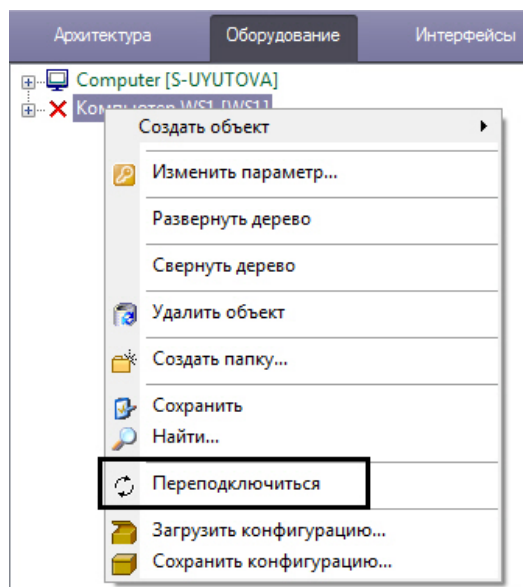 Архитектура Оборудование Интерфейсы
Computer [S-UYUTOVA]
Компьютер WS1 [WS1]
Создать объект
Изменить параметр...
Развернуть дерево
Свернуть дерево
Удалить объект
Создать папку...
Сохранить
Найти...
Переподключиться
Загрузить конфигурацию...
Сохранить конфигурацию...